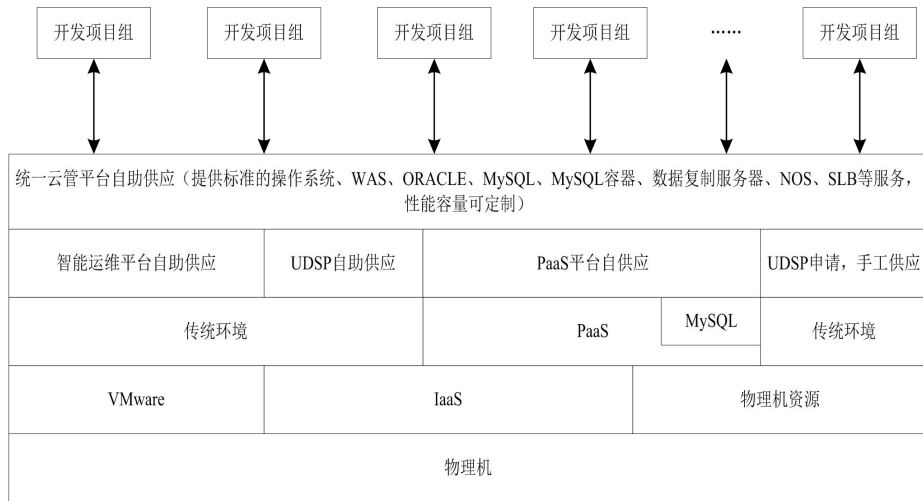 开发项目组
开发项目组
开发项目组
开发项目组
……
开发项目组
统一云管平台自助供应（提供标准的操作系统、WAS、ORACLE、MySQL、MySQL容器、数据复制服务器、NOS、SLB等服务，
性能容量可定制）
智能运维平台自助供应
UDSP自助供应
PaaS平台自供应
UDSP申请，手工供应
传统环境
PaaS
MySQL
传统环境
VMware
IaaS
物理机资源
物理机